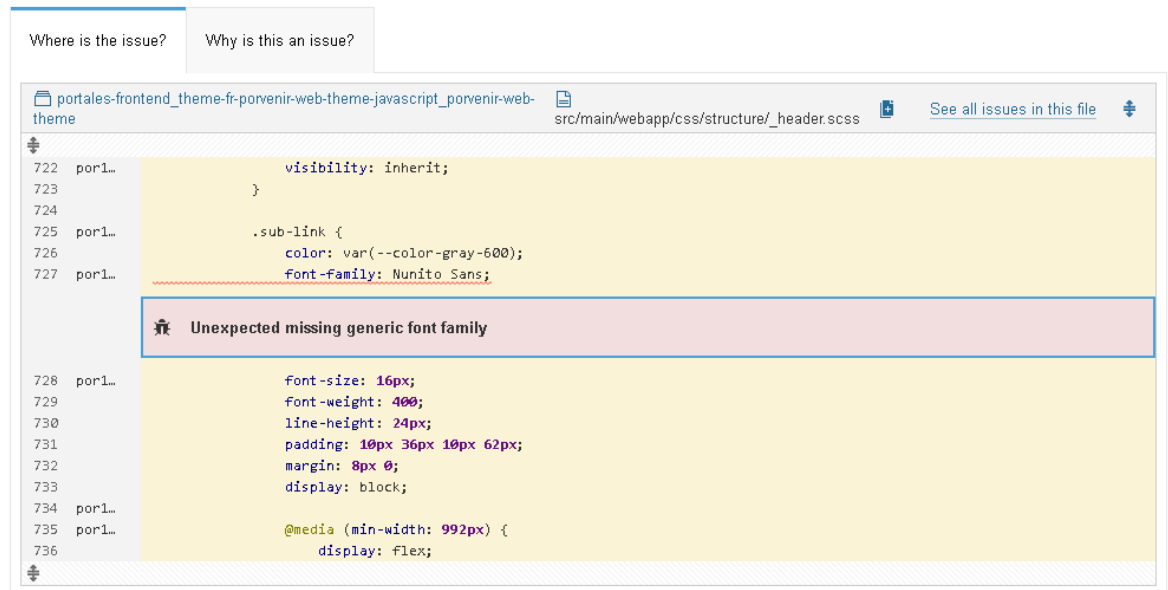 Where is the issue?
Why is this an issue?
portales-frontend_theme-fr-porvenir-web-theme-javascript_porvenir-web-
theme
src/main/webapp/css/structure/_header.scss
See all issues in this file
722 por1… visibility: inherit;
723 }
724
725 por1… .sub-link {
726 color: var(--color-gray-600);
727 por1… font-family: Nunito Sans;
Unexpected missing generic font family
728 por1… font-size: 16px;
729 font-weight: 400;
730 line-height: 24px;
731 padding: 10px 36px 10px 62px;
732 margin: 8px 0;
733 display: block;
734 por1…
735 por1… @media (min-width: 992px) {
736 display: flex;